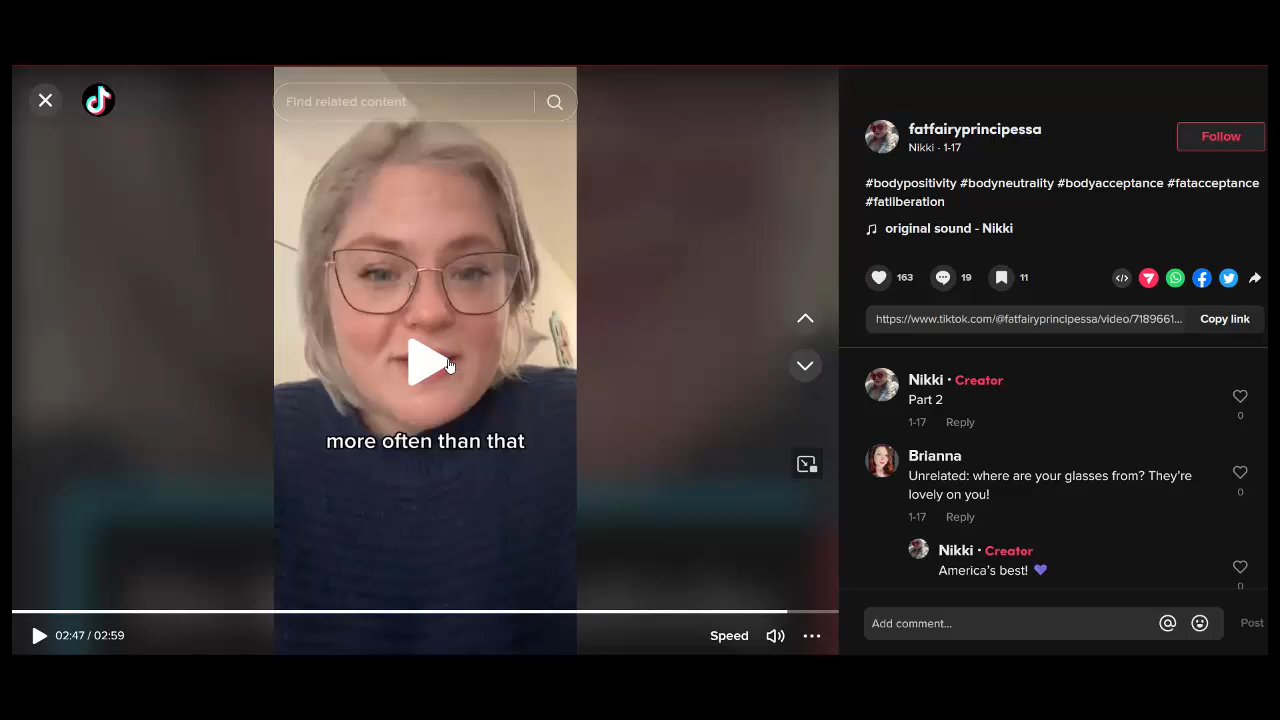 Find related content
more often than that
02:47 / 02:59
Speed
fatfairyprincipessa
Nikki · 1-17
Follow
#bodypositivity #bodyneutrality #bodyacceptance #fatacceptance
#fatliberation
original sound - Nikki
163
19
11
https://www.tiktok.com/@fatfairyprincipessa/video/7189661...
Copy link
Nikki · Creator
Part 2
1-17 Reply
0
Brianna
Unrelated: where are your glasses from? They're
lovely on you!
1-17 Reply
0
Nikki · Creator
America's best! 💜
0
Add comment...
Post